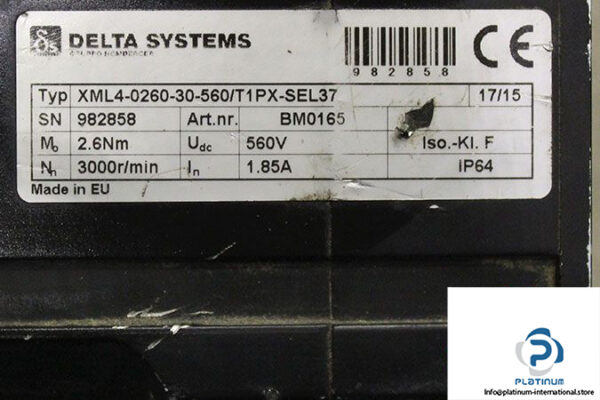 DELTA SYSTEMS
GRUPPO BOMBERGER
982858
CE
Typ XML4-0260-30-560/T1PX-SEL37 17/15
SN 982858 Art.nr. BM0165
M₀ 2.6Nm Udc 560V Iso.-Kl. F
Nn 3000r/min In 1.85A IP64
Made in EU
PLATINUM
Info@platinum-international.store